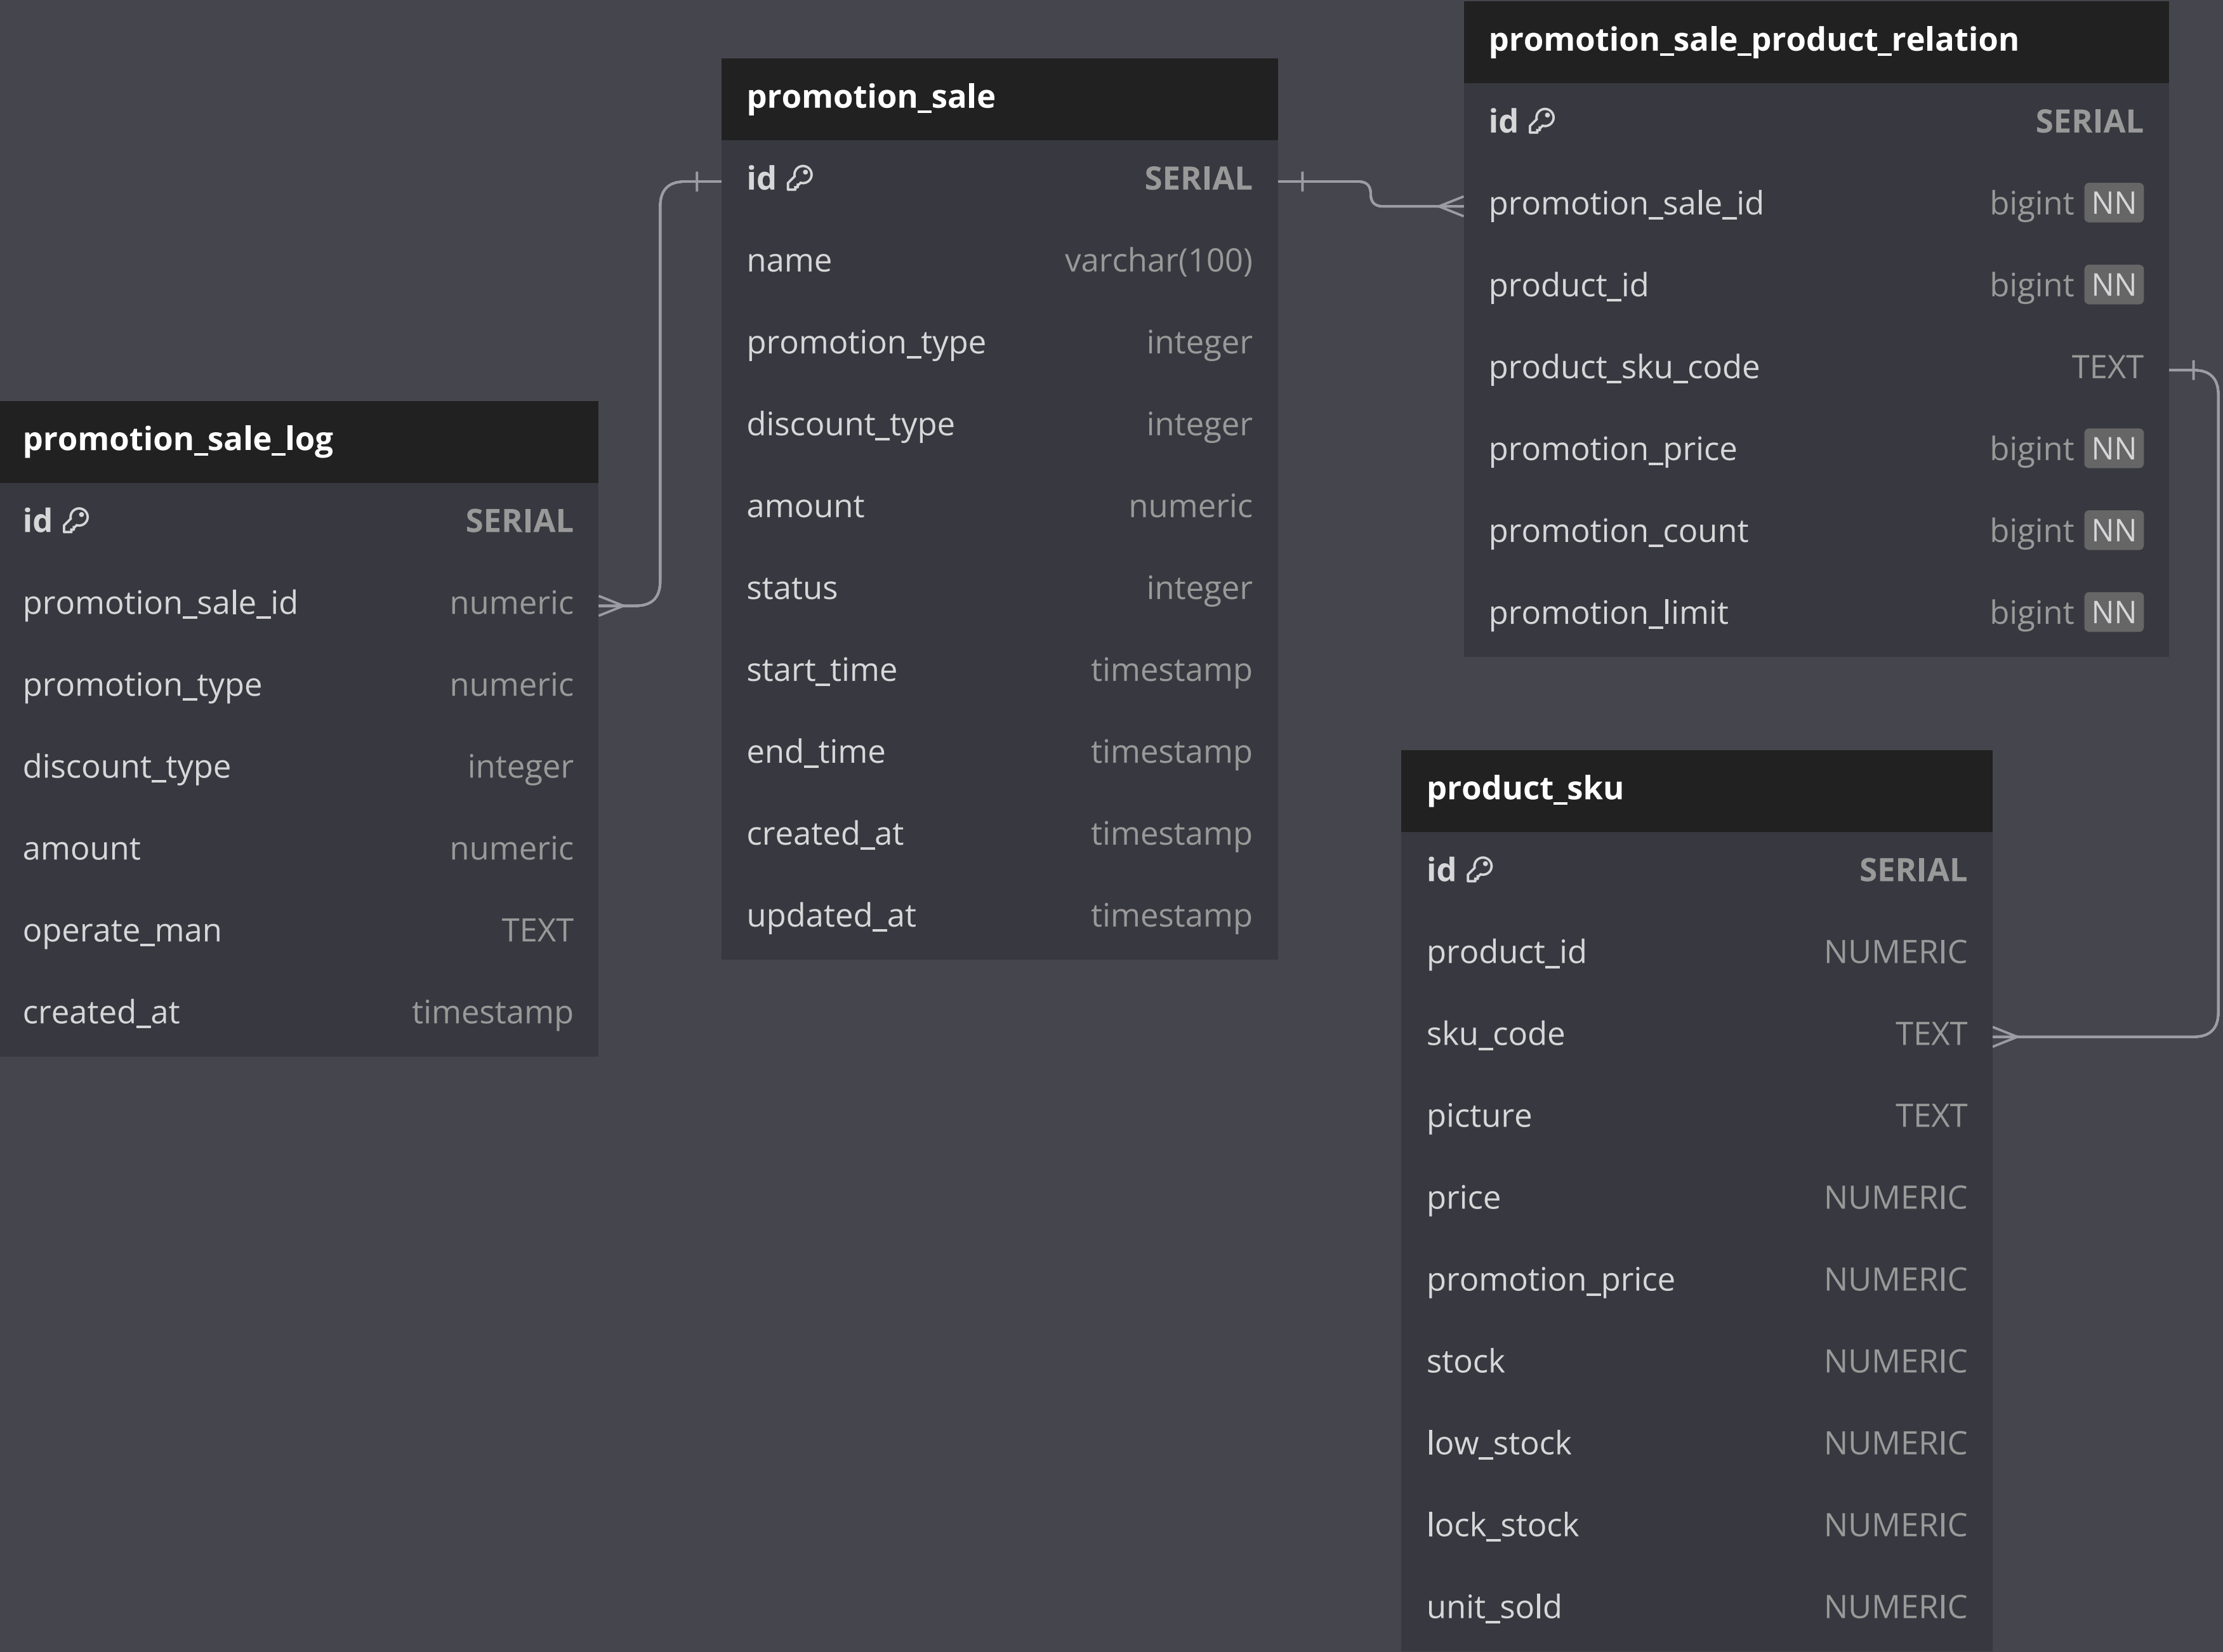 promotion_sale_log
id SERIAL
promotion_sale_id numeric
promotion_type numeric
discount_type integer
amount numeric
operate_man TEXT
created_at timestamp
promotion_sale
id SERIAL
name varchar(100)
promotion_type integer
discount_type integer
amount numeric
status integer
start_time timestamp
end_time timestamp
created_at timestamp
updated_at timestamp
promotion_sale_product_relation
id SERIAL
promotion_sale_id bigint NN
product_id bigint NN
product_sku_code TEXT
promotion_price bigint NN
promotion_count bigint NN
promotion_limit bigint NN
product_sku
id SERIAL
product_id NUMERIC
sku_code TEXT
picture TEXT
price NUMERIC
promotion_price NUMERIC
stock NUMERIC
low_stock NUMERIC
lock_stock NUMERIC
unit_sold NUMERIC